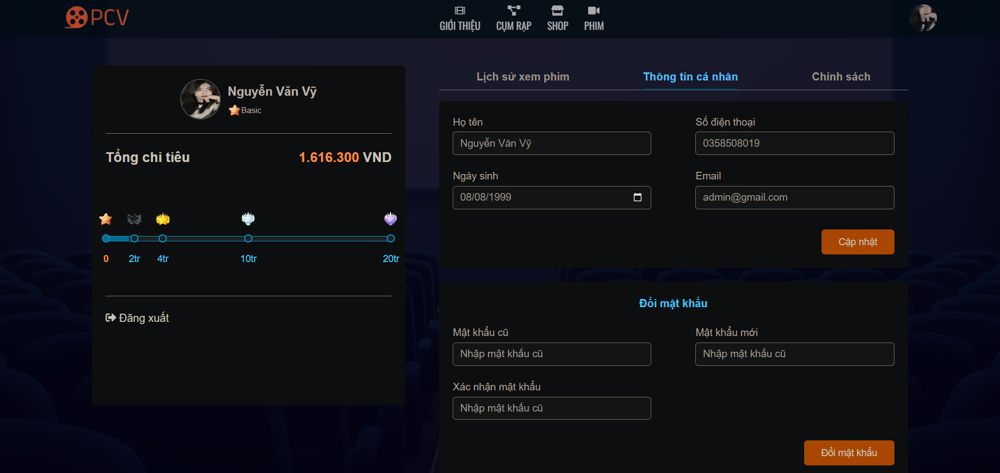 PCV
GIỚI THIỆU
CỤM RẠP
SHOP
PHIM
Nguyễn Văn Vỹ
Basic
Tổng chi tiêu
1.616.300 VND
0
2tr
4tr
10tr
20tr
Đăng xuất
Lịch sử xem phim
Thông tin cá nhân
Chính sách
Họ tên
Số điện thoại
Nguyễn Văn Vỹ
0358508019
Ngày sinh
Email
08/08/1999
admin@gmail.com
Cập nhật
Đổi mật khẩu
Mật khẩu cũ
Mật khẩu mới
Nhập mật khẩu cũ
Nhập mật khẩu cũ
Xác nhận mật khẩu
Nhập mật khẩu cũ
Đổi mật khẩu